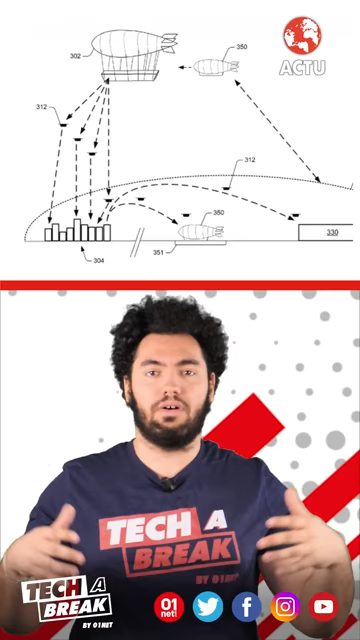 302
350
ACTU
312
312
350
330
351
304
TECH A
BREAK
BY 01NET
TECH A
BREAK
BY 01NET
01
net!